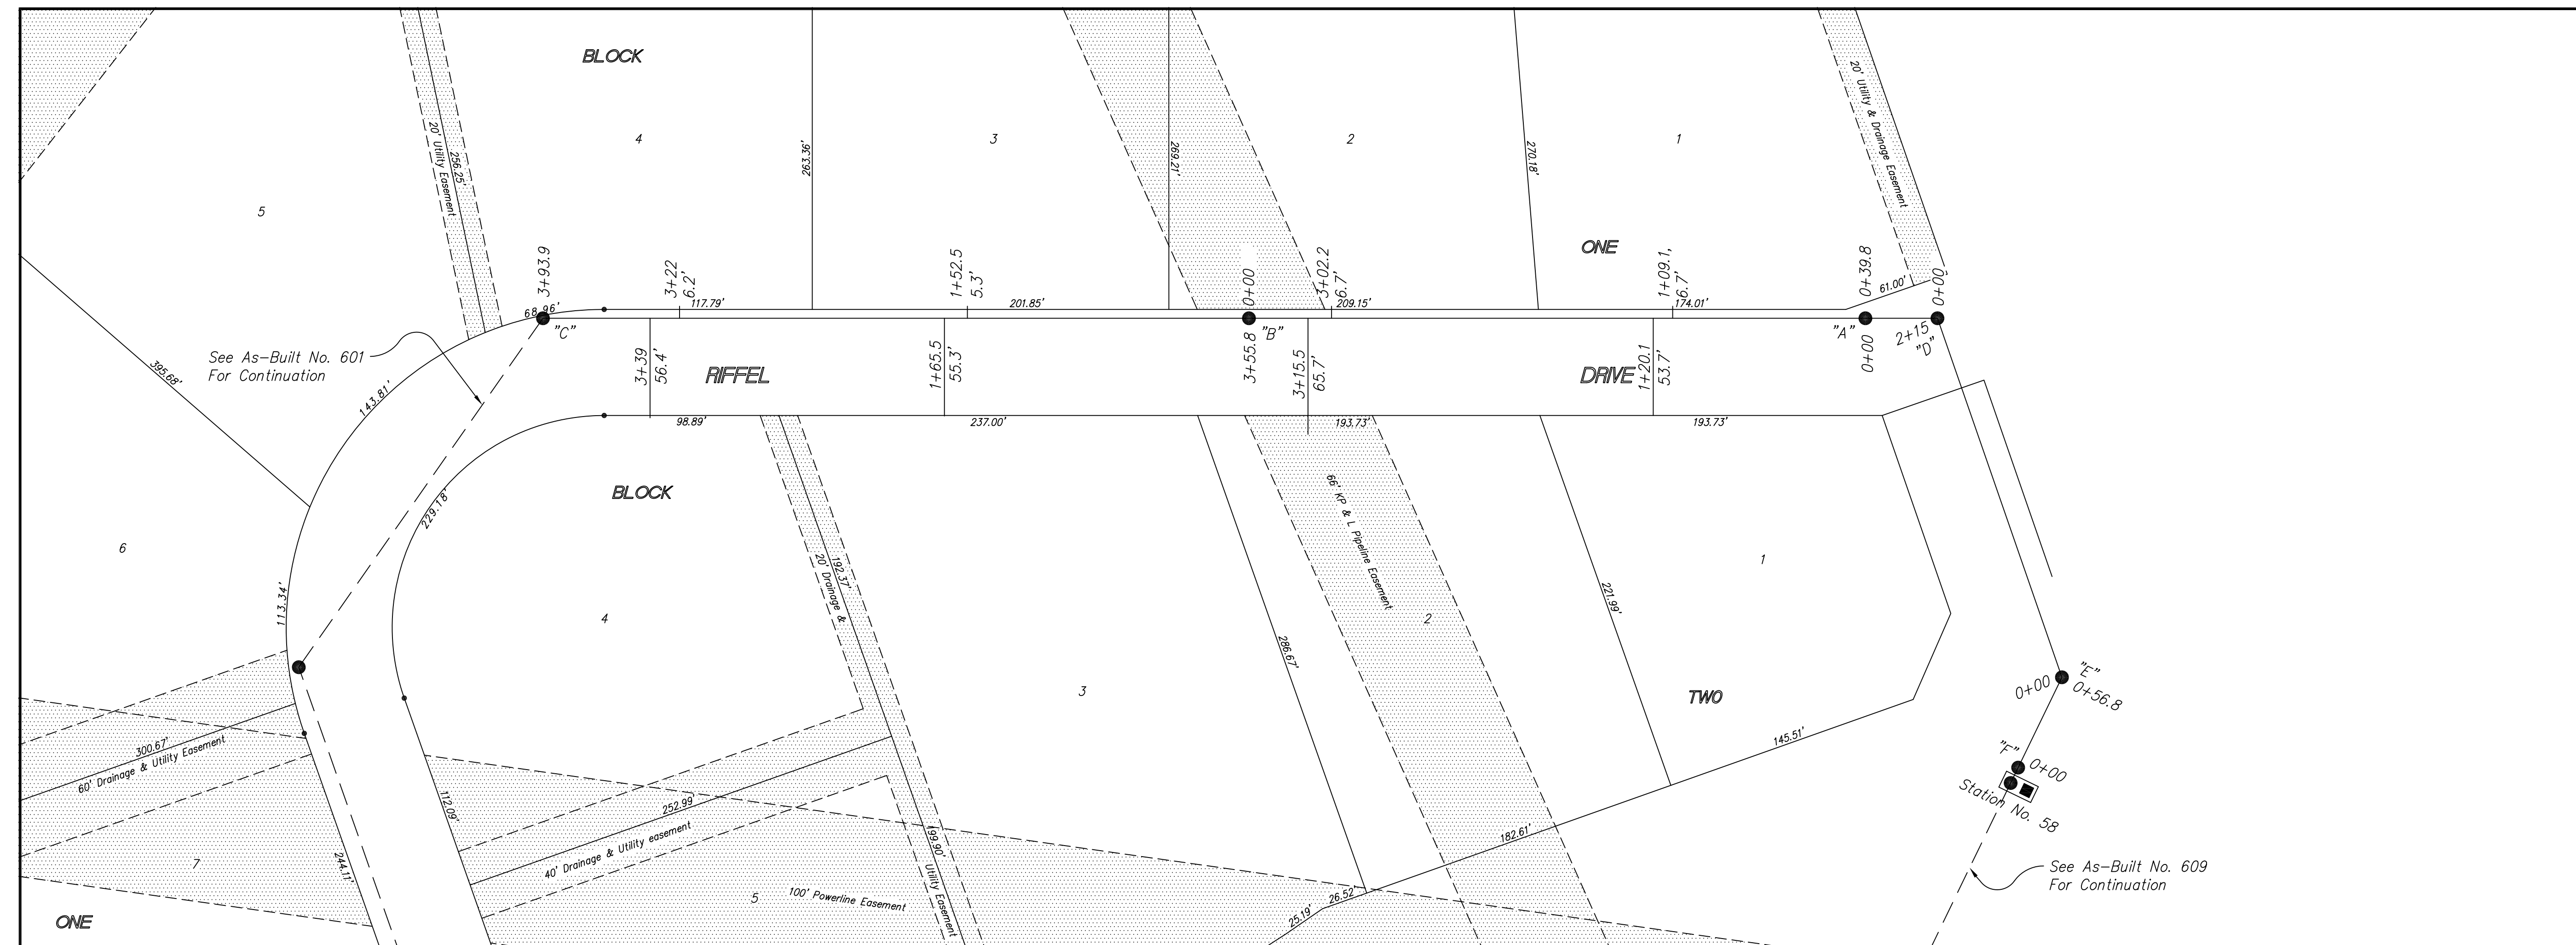 BLOCK
4
3
2
1
5
ONE
20' Utility Easement
256.25'
263.36'
269.21'
270.18'
20' Utility & Drainage Easement
61.00'
3+93.9
3+22
6.2'
1+52.5
5.3'
0+00
3+02.2
6.7'
1+09.1,
6.7'
0+39.8
0+00
68.96'
117.79'
201.85'
209.15'
174.01'
"C"
"B"
"A"
2+15
"D"
See As-Built No. 601
For Continuation
395.68'
143.81'
3+39
56.4'
RIFFEL
1+65.5
55.3'
3+55.8
3+15.5
65.7'
DRIVE
1+20.1
53.7'
0+00
98.89'
237.00'
193.73'
193.73'
229.18'
BLOCK
6
113.34'
4
20' Drainage &
192.37'
3
66' KP & L Pipeline Easement
286.67'
2
221.99'
1
TWO
"E"
0+00
0+56.8
"F"
0+00
Station No. 58
145.51'
182.61'
26.52'
25.19'
300.67'
60' Drainage & Utility Easement
112.09'
252.99'
40' Drainage & Utility easement
199.90'
Utility Easement
244.11'
7
5
100' Powerline Easement
See As-Built No. 609
For Continuation
ONE